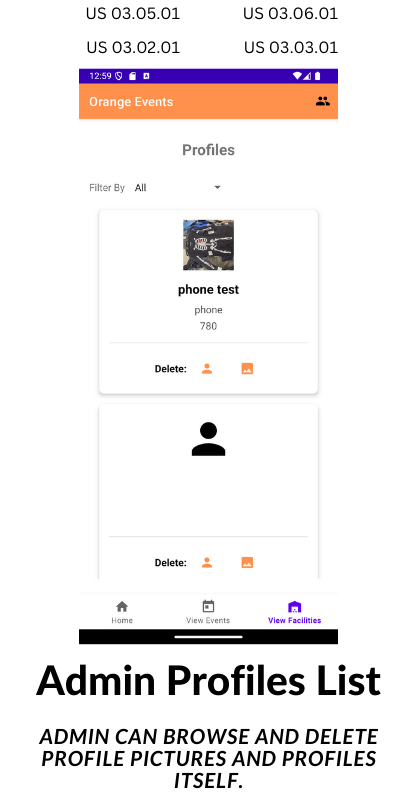 US 03.05.01 US 03.06.01
US 03.02.01 US 03.03.01
12:59
Orange Events
Profiles
Filter By All
phone test
phone
780
Delete:
Delete:
Home View Events View Facilities
Admin Profiles List
ADMIN CAN BROWSE AND DELETE
PROFILE PICTURES AND PROFILES
ITSELF.